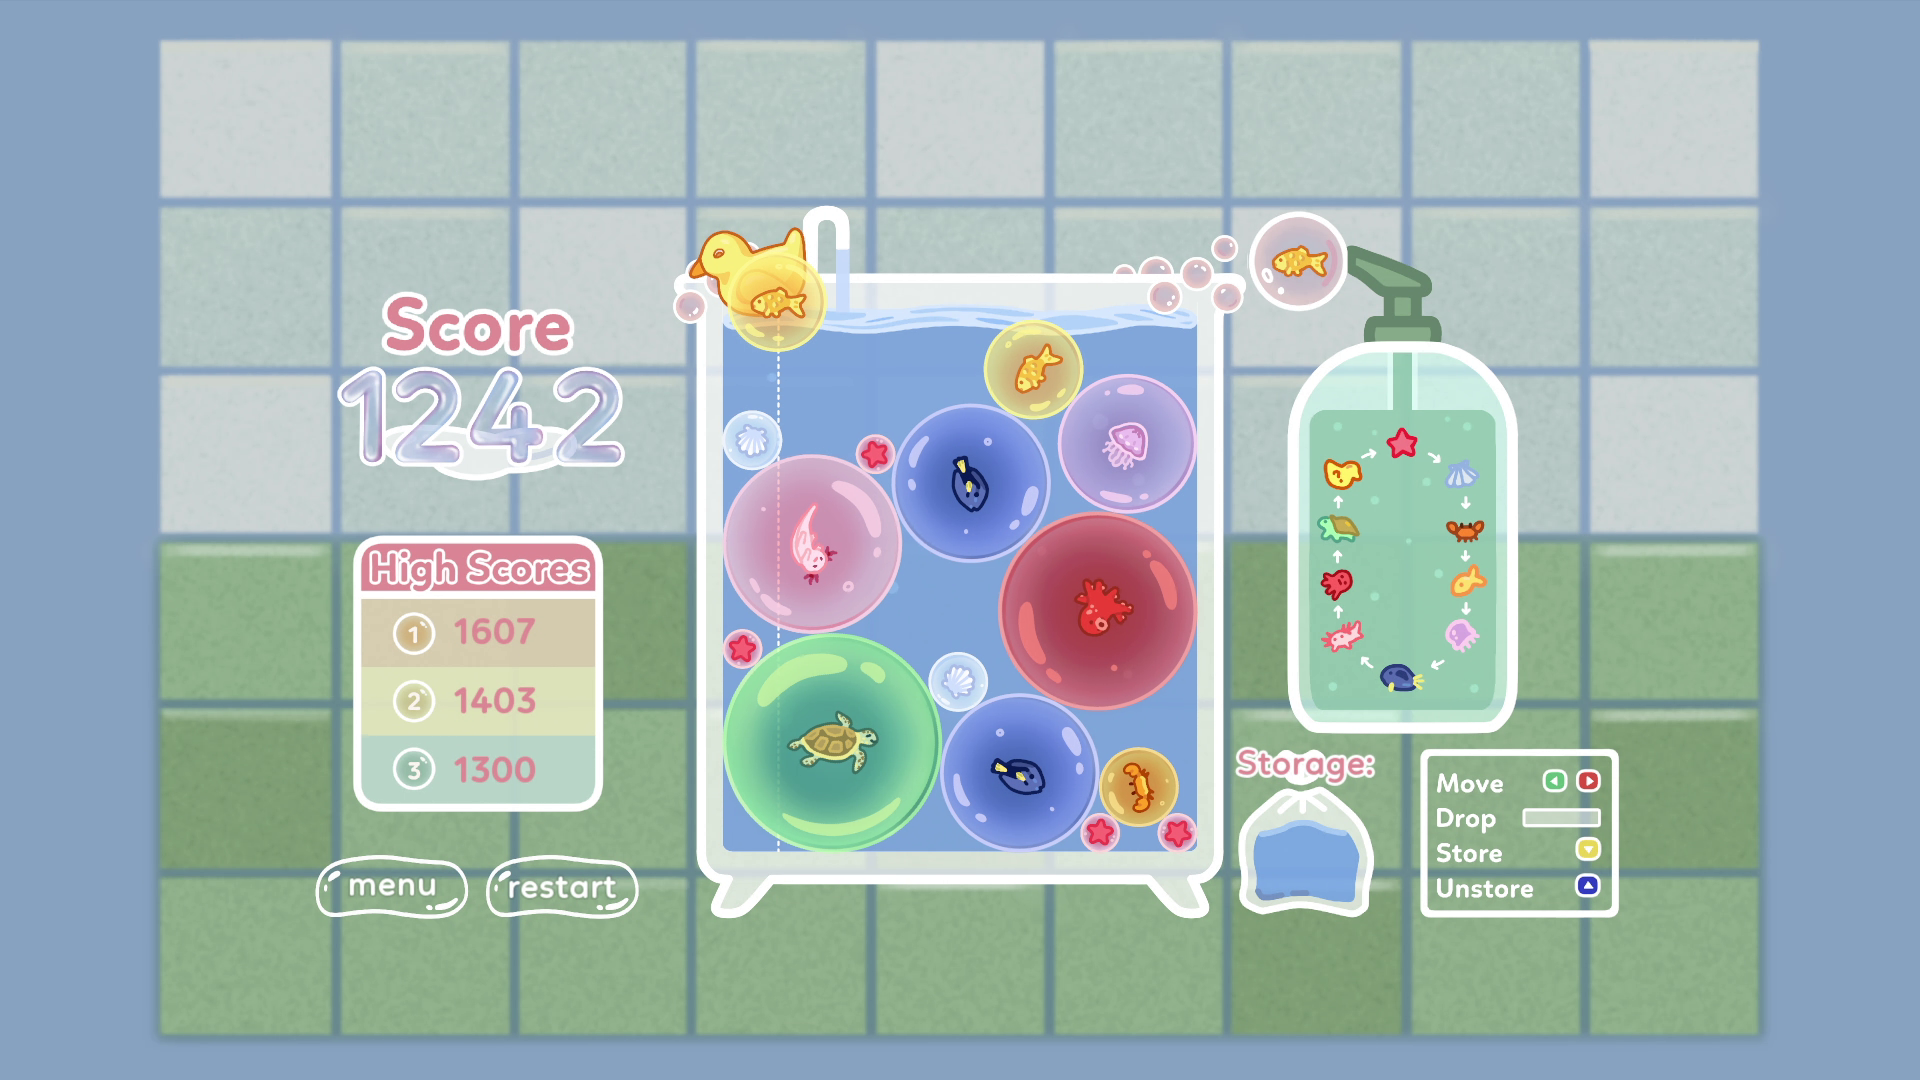 Score
1242
High Scores
1 1607
2 1403
3 1300
menu restart
Storage:
Move
Drop
Store
Unstore